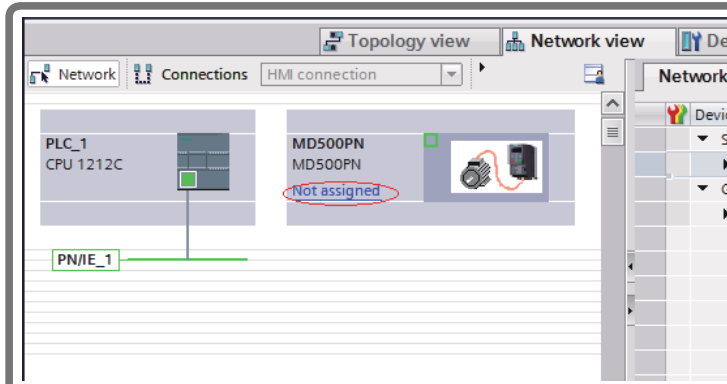 Topology view
Network view
De
Network
Connections
HMI connection
Network
Devi
S
PLC_1
CPU 1212C
MD500PN
MD500PN
Not assigned
PN/IE_1